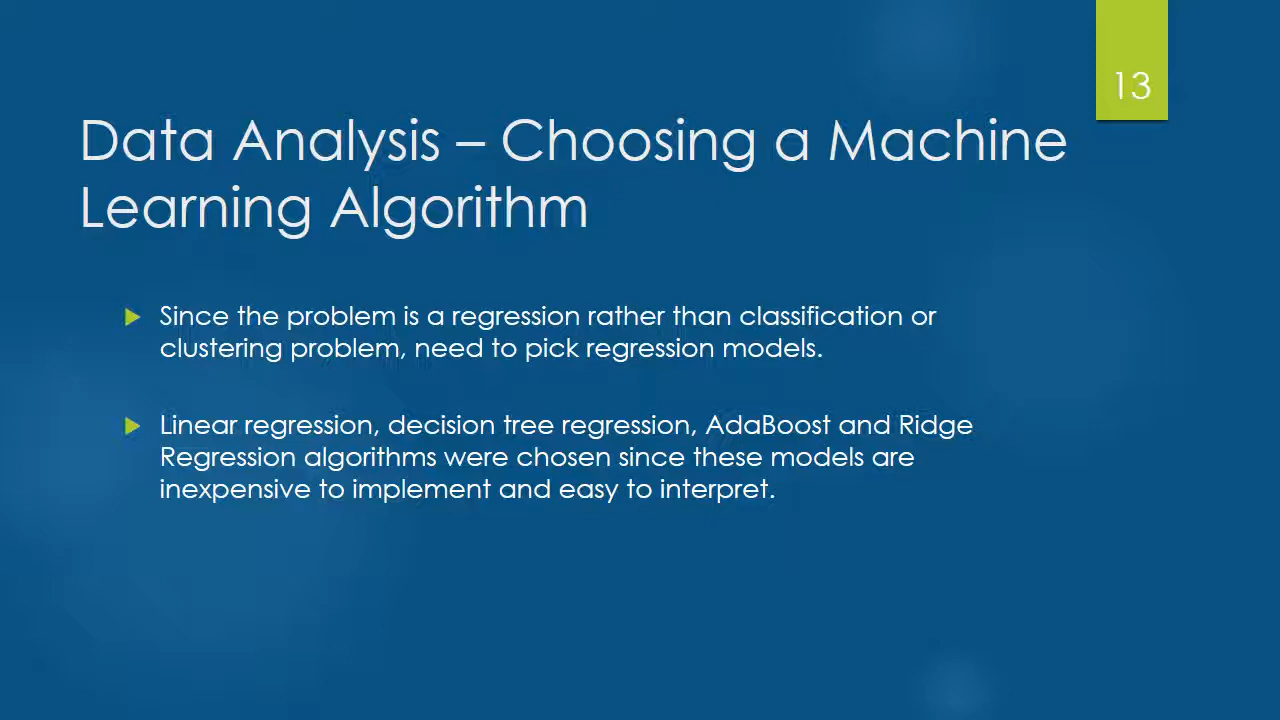 13
Data Analysis – Choosing a Machine
Learning Algorithm
Since the problem is a regression rather than classification or
clustering problem, need to pick regression models.
Linear regression, decision tree regression, AdaBoost and Ridge
Regression algorithms were chosen since these models are
inexpensive to implement and easy to interpret.